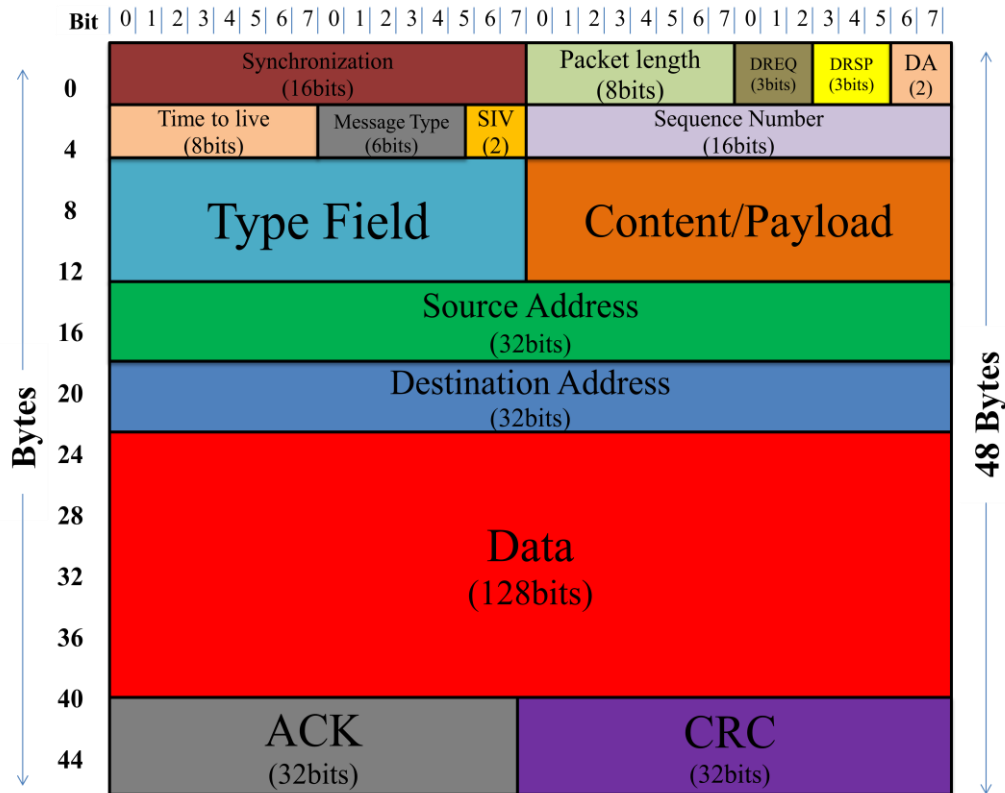 Bit 0 1 2 3 4 5 6 7 0 1 2 3 4 5 6 7 0 1 2 3 4 5 6 7 0 1 2 3 4 5 6 7
0
Synchronization
(16bits)
Packet length
(8bits)
DREQ
(3bits)
DRSP
(3bits)
DA
(2)
4
Time to live
(8bits)
Message Type
(6bits)
SIV
(2)
Sequence Number
(16bits)
8
Type Field
Content/Payload
12
Source Address
16
(32bits)
20
Destination Address
(32bits)
24
28
Data
32
(128bits)
36
40
ACK
(32bits)
CRC
(32bits)
44
Bytes
48 Bytes